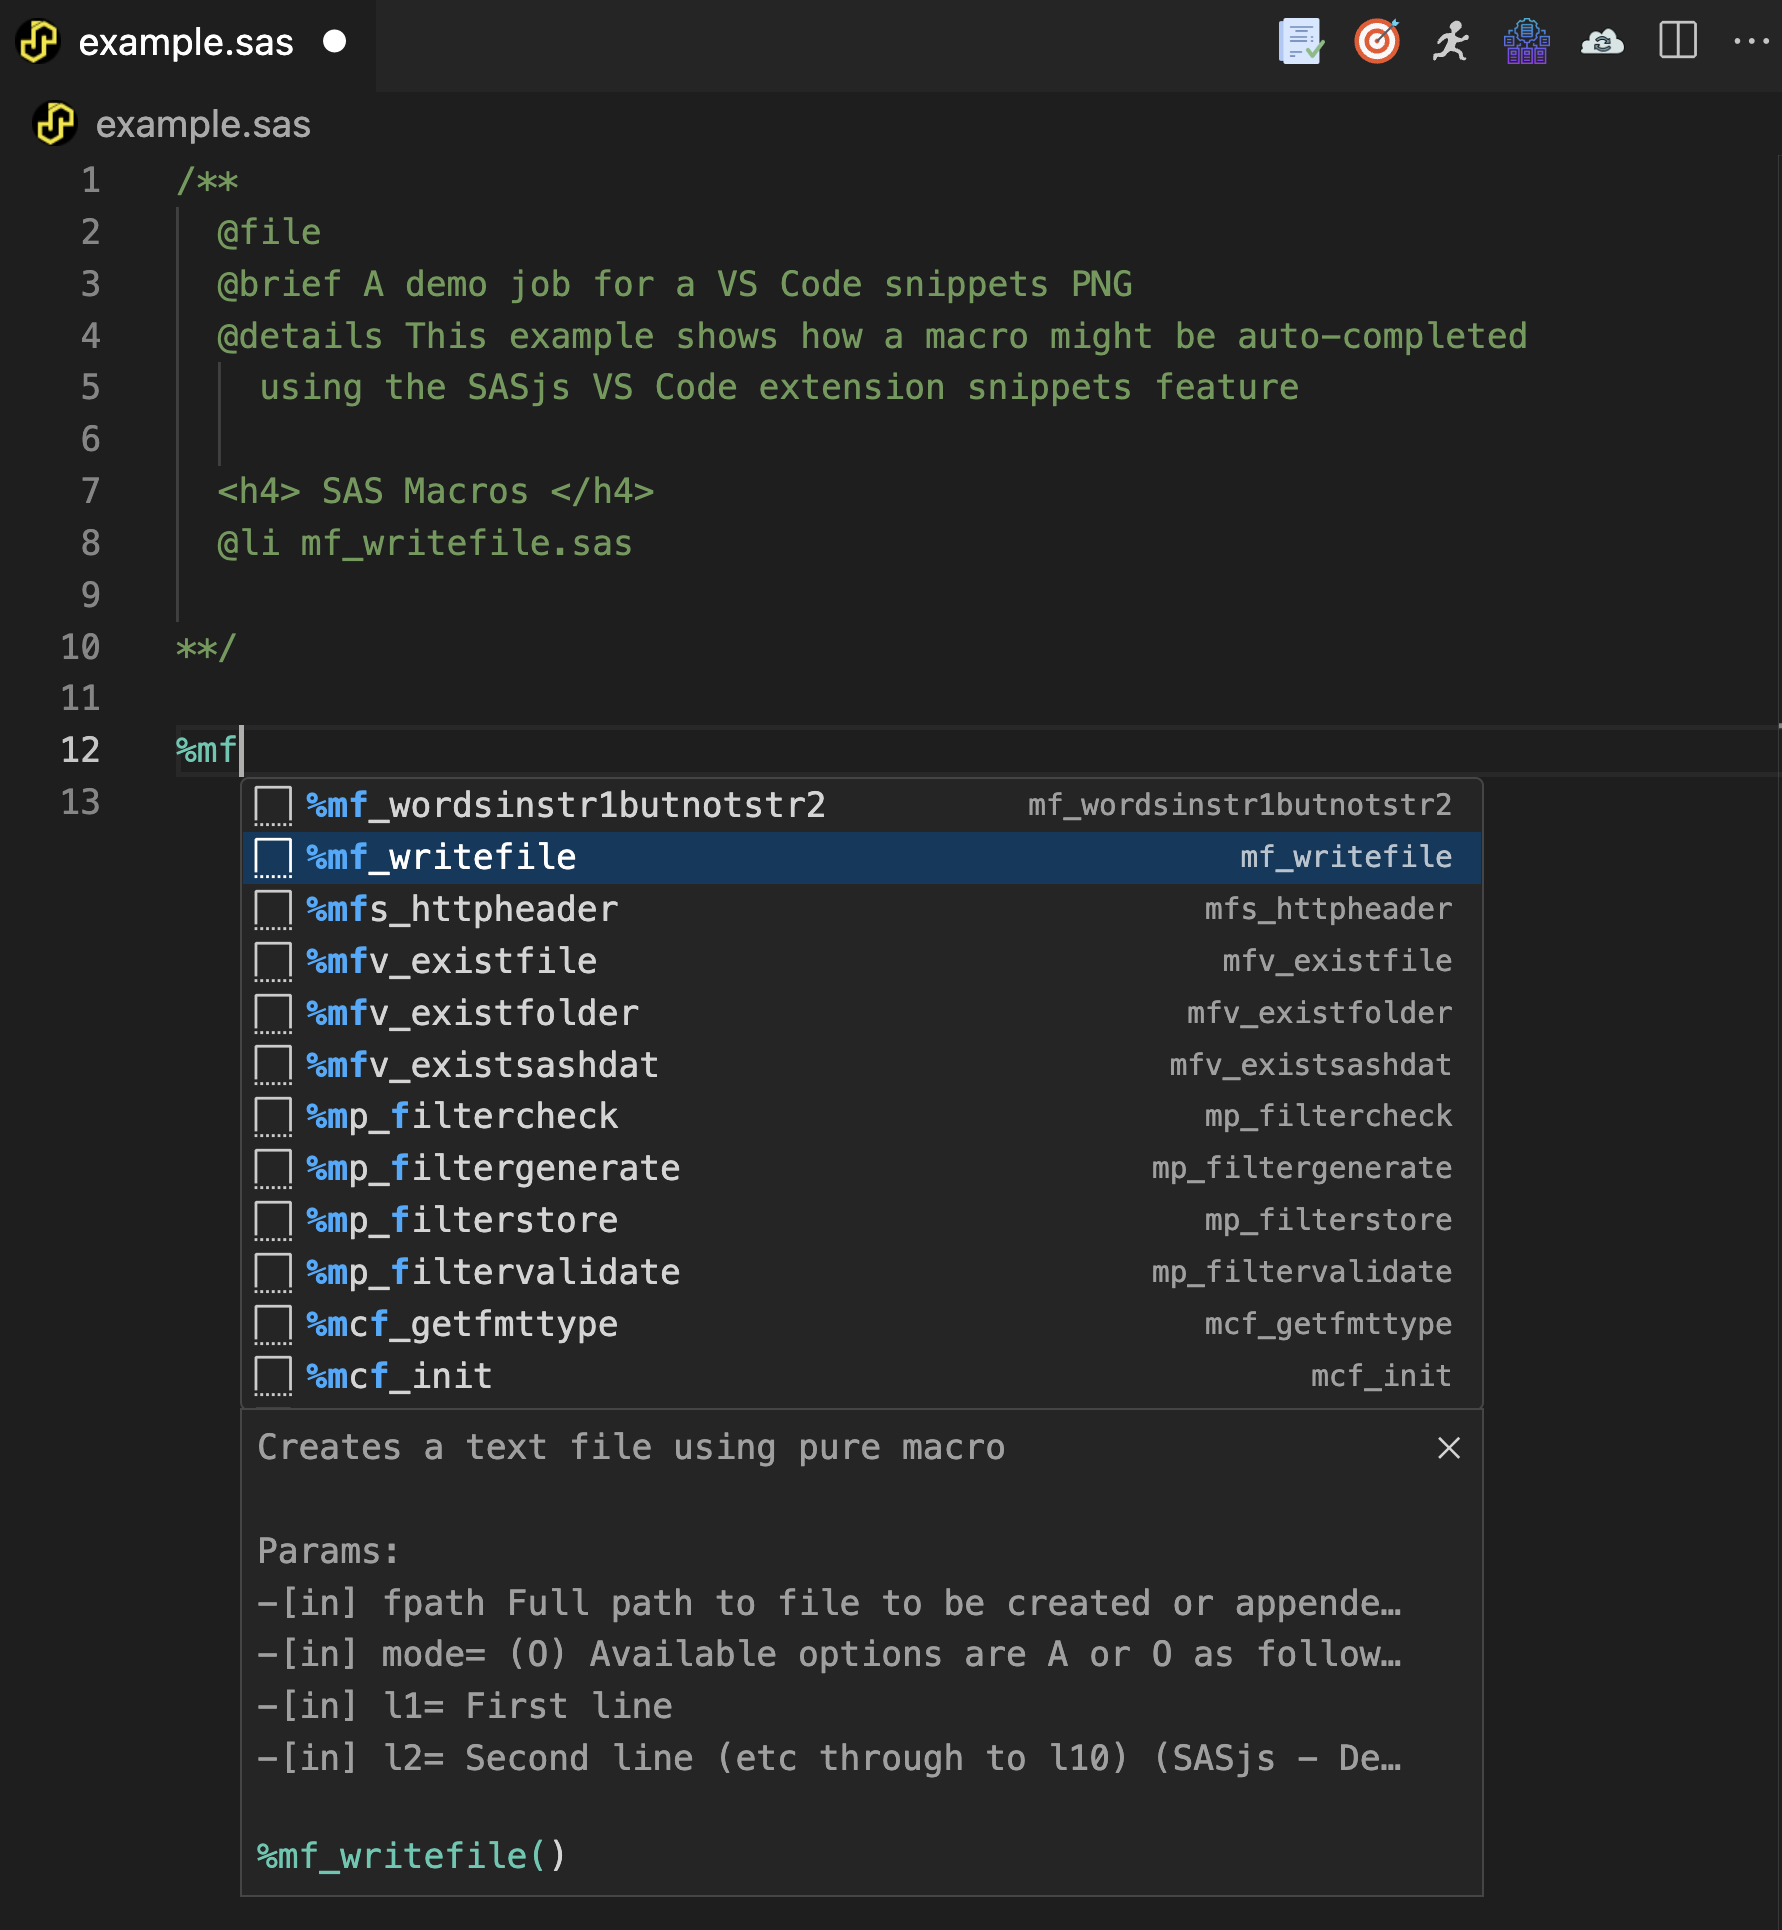 example.sas
example.sas
1 /**
2 @file
3 @brief A demo job for a VS Code snippets PNG
4 @details This example shows how a macro might be auto-completed
5 using the SASjs VS Code extension snippets feature
6
7 <h4> SAS Macros </h4>
8 @li mf_writefile.sas
9
10 **/
11
12 %mf
13
%mf_wordsinstr1butnotstr2 mf_wordsinstr1butnotstr2
%mf_writefile mf_writefile
%mfs_httpheader mfs_httpheader
%mfv_existfile mfv_existfile
%mfv_existfolder mfv_existfolder
%mfv_existsashdat mfv_existsashdat
%mp_filtercheck mp_filtercheck
%mp_filtergenerate mp_filtergenerate
%mp_filterstore mp_filterstore
%mp_filtervalidate mp_filtervalidate
%mcf_getfmttype mcf_getfmttype
%mcf_init mcf_init
Creates a text file using pure macro
Params:
-[in] fpath Full path to file to be created or appende…
-[in] mode= (O) Available options are A or O as follow…
-[in] l1= First line
-[in] l2= Second line (etc through to l10) (SASjs - De…
%mf_writefile()